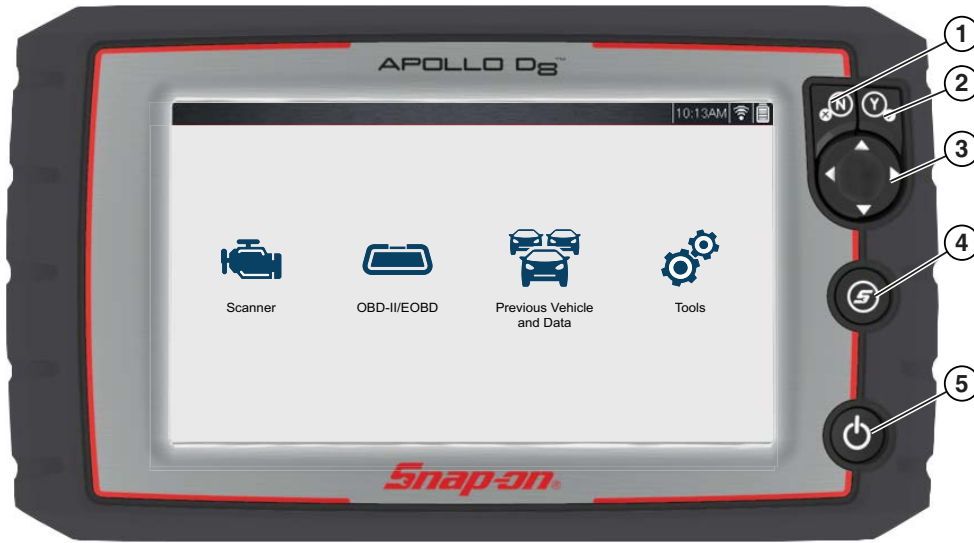 APOLLO D8™
10:13AM
Scanner
OBD-II/EOBD
Previous Vehicle
and Data
Tools
Snap-on®
N
X
Y
S
1
2
3
4
5